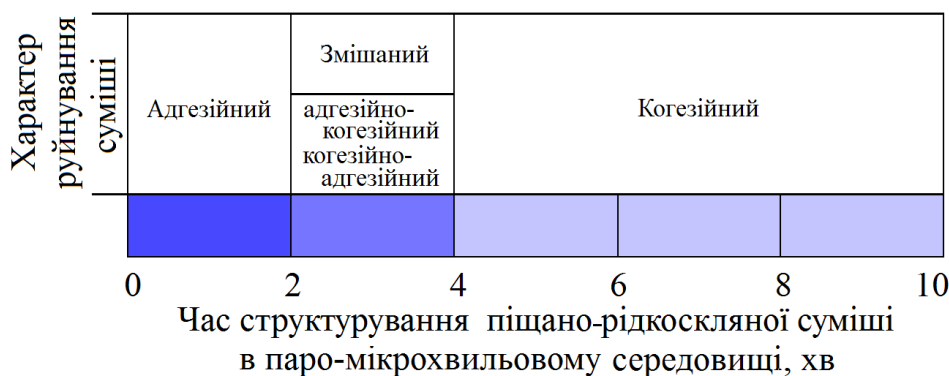 Характер
руйнування
суміші
Адгезійний
Змішаний
адгезійно-
когезійний
когезійно-
адгезійний
Когезійний
0 2 4 6 8 10
Час структурування піщано-рідкоскляної суміші
в паро-мікрохвильовому середовищі, хв